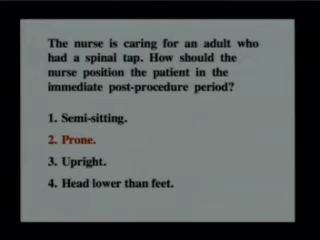 The nurse is caring for an adult who
had a spinal tap. How should the
nurse position the patient in the
immediate post-procedure period?
1. Semi-sitting.
2. Prone.
3. Upright.
4. Head lower than feet.